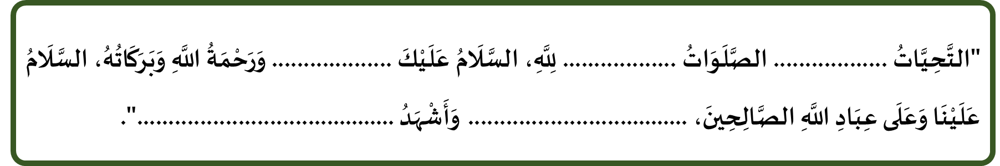 "التَّحِيَّاتُ .................. الصَّلَوَاتُ .................. لِلَّهِ، السَّلَامُ عَلَيْكَ ................... وَرَحْمَةُ اللَّهِ وَبَرَكَاتُهُ، السَّلَامُ
عَلَيْنَا وَعَلَى عِبَادِ اللَّهِ الصَّالِحِينَ، ................................... وَأَشْهَدُ .........................................".